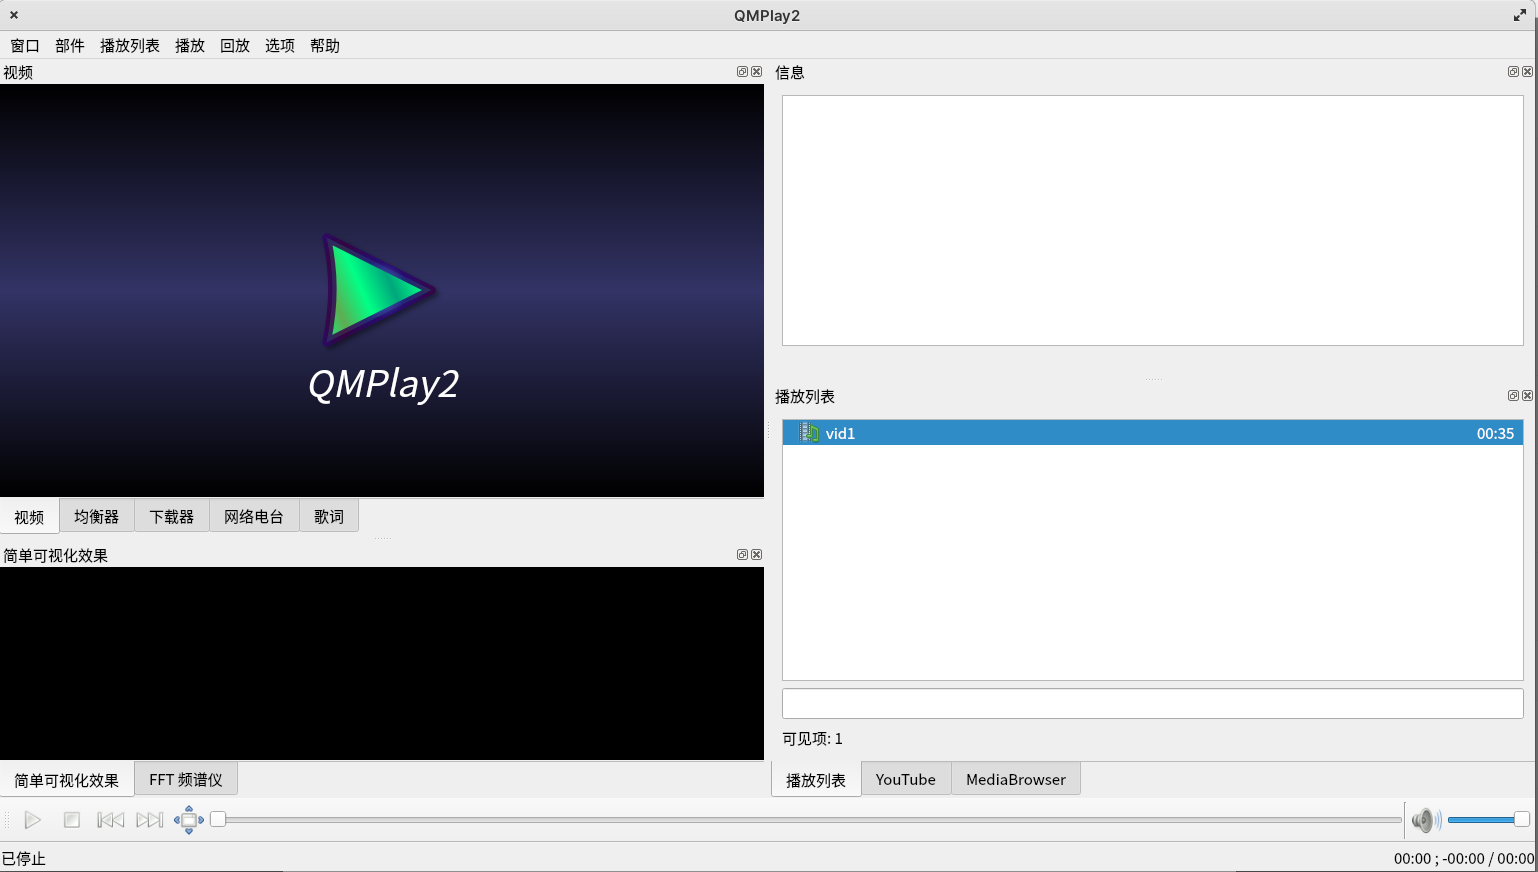 QMPlay2
窗口 部件 播放列表 播放 回放 选项 帮助
视频
QMPlay2
视频 均衡器 下载器 网络电台 歌词
简单可视化效果
简单可视化效果 FFT 频谱仪
信息
播放列表
vid1 00:35
可见项: 1
播放列表 YouTube MediaBrowser
已停止 00:00 ; -00:00 / 00:00